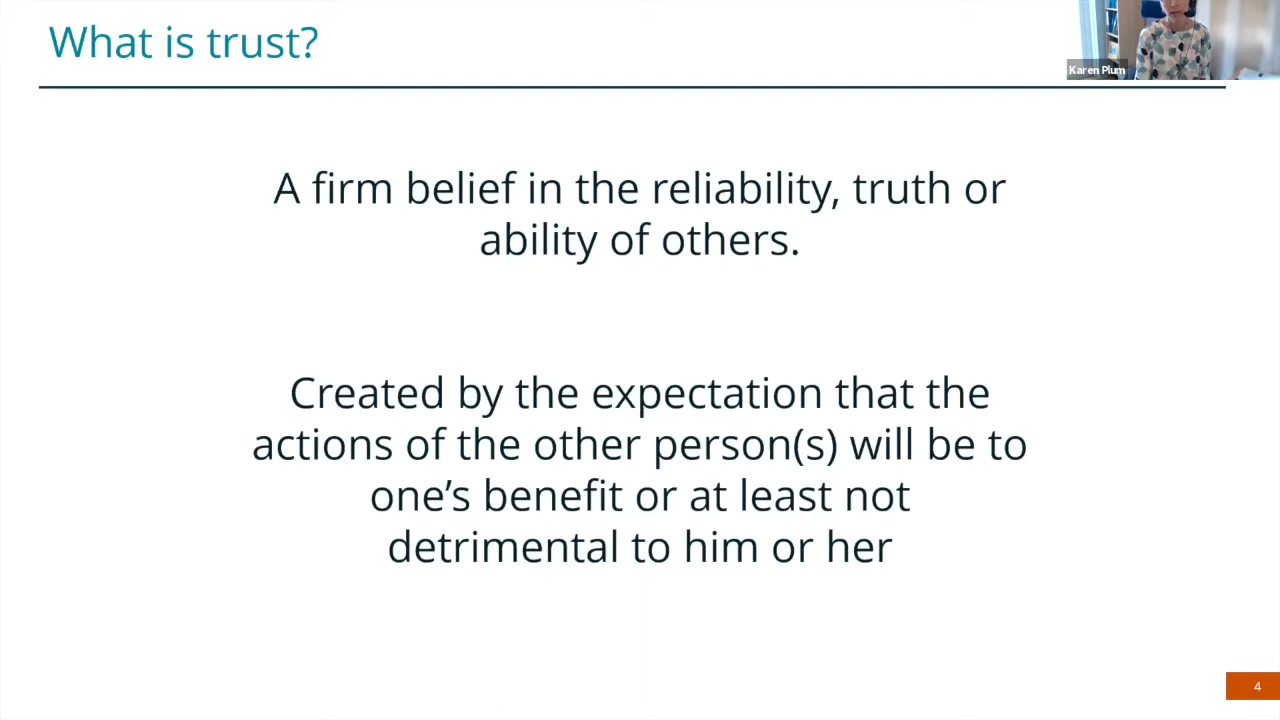 What is trust?
Karen Plum
A firm belief in the reliability, truth or
ability of others.
Created by the expectation that the
actions of the other person(s) will be to
one’s benefit or at least not
detrimental to him or her
4